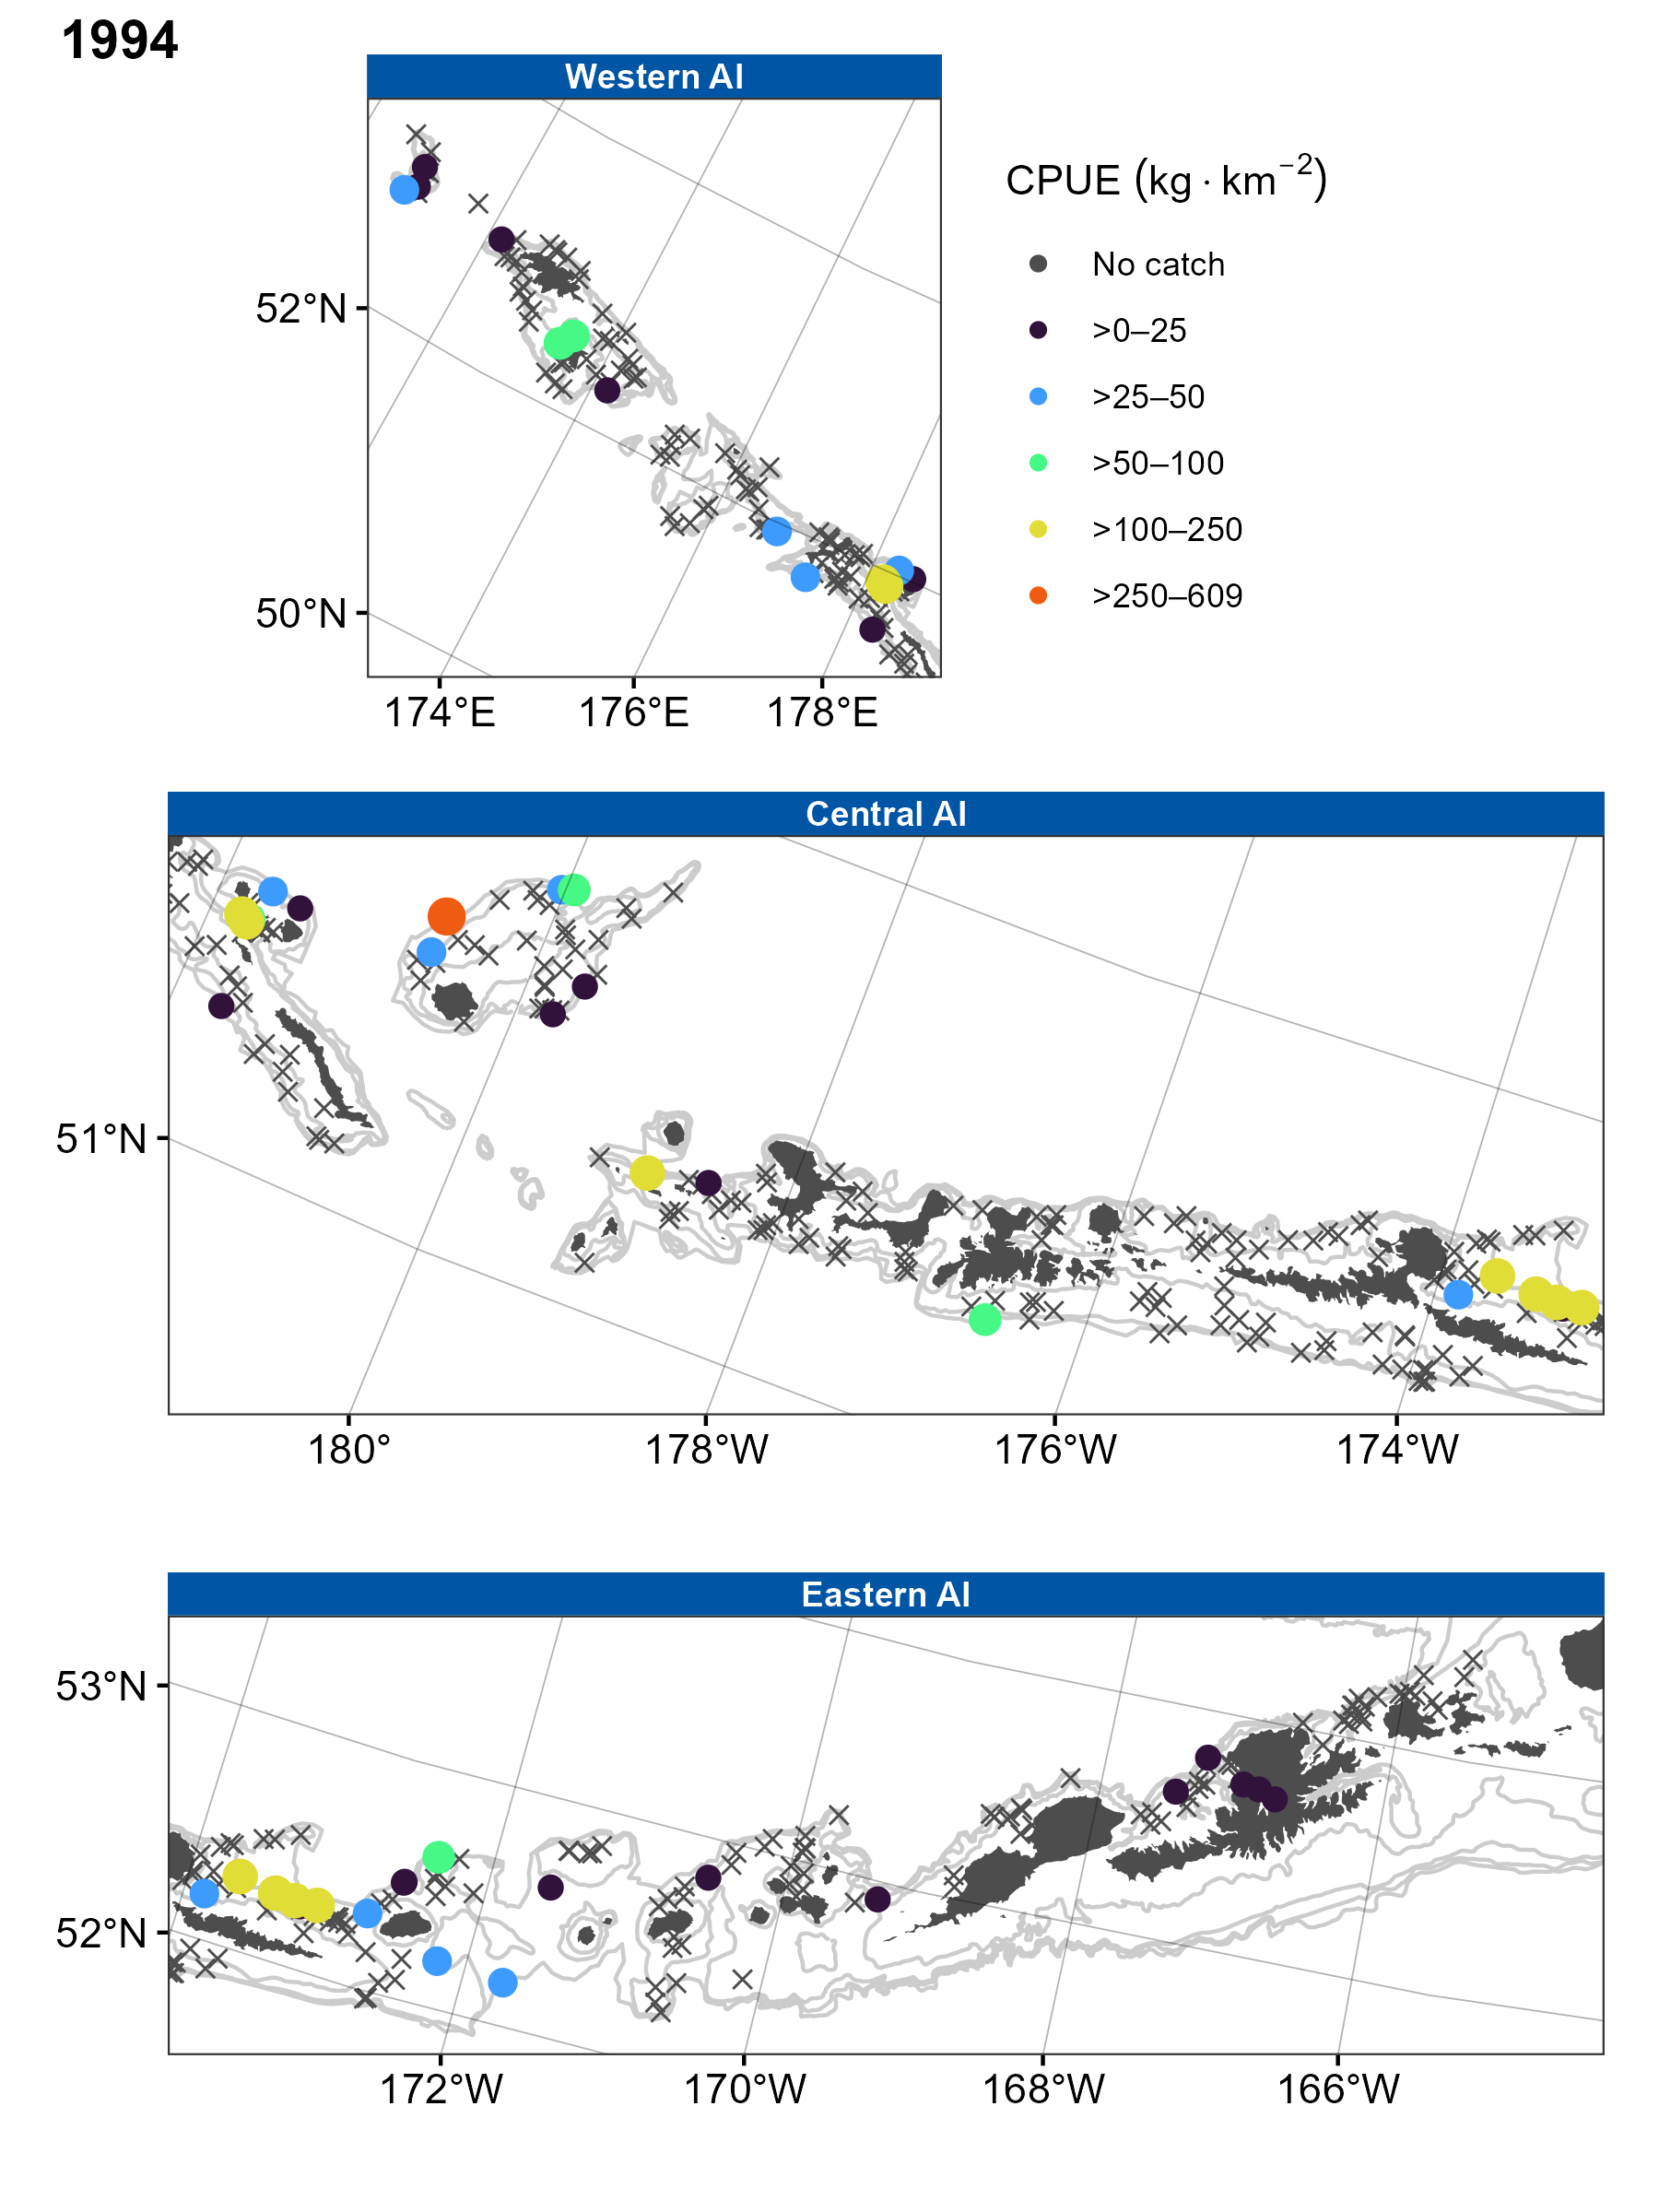 1994
Western AI
52°N
50°N
174°E 176°E 178°E
CPUE (kg · km⁻²)
No catch
>0–25
>25–50
>50–100
>100–250
>250–609
Central AI
51°N
180° 178°W 176°W 174°W
Eastern AI
53°N
52°N
172°W 170°W 168°W 166°W